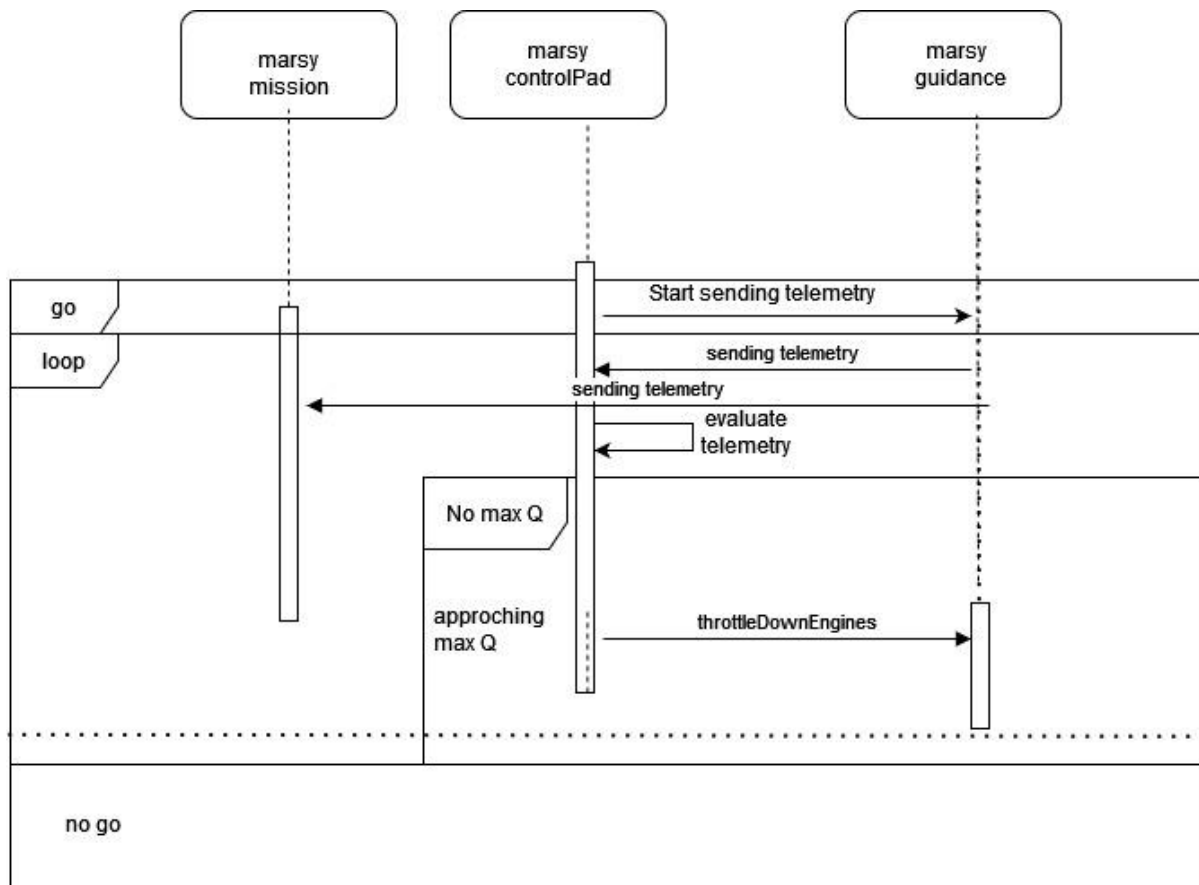 marsy
mission
marsy
controlPad
marsy
guidance
go
Start sending telemetry
loop
sending telemetry
sending telemetry
evaluate
telemetry
No max Q
approching
max Q
throttleDownEngines
no go